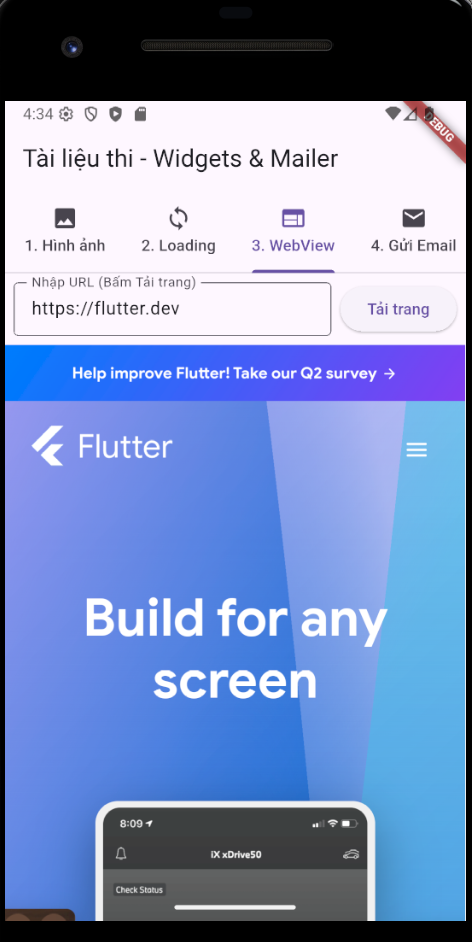 4:34
DEBUG
Tài liệu thi - Widgets & Mailer
1. Hình ảnh
2. Loading
3. WebView
4. Gửi Email
Nhập URL (Bấm Tải trang)
https://flutter.dev
Tải trang
Help improve Flutter! Take our Q2 survey →
Flutter
Build for any
screen
8:09
iX xDrive50
Check Status